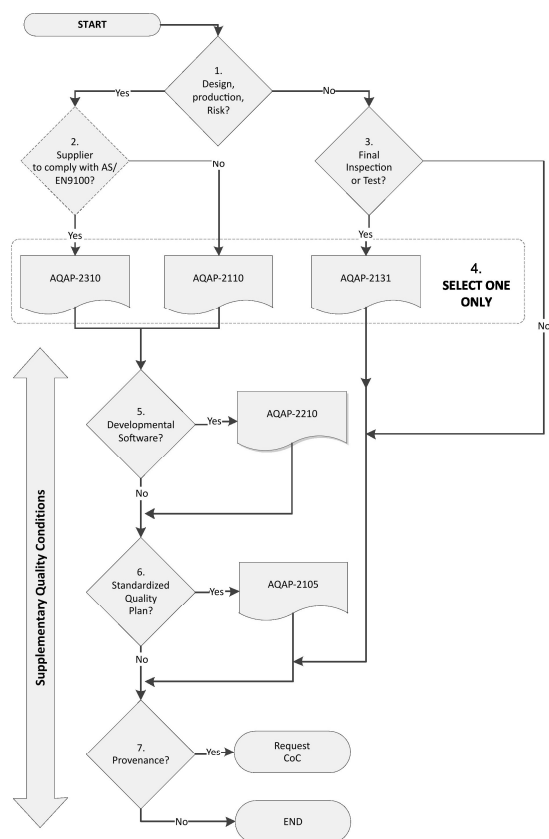 START
1.
Design,
production,
Risk?
Yes
No
2.
Supplier
to comply with AS/
EN9100?
No
3.
Final
Inspection
or Test?
Yes
Yes
AQAP-2310
AQAP-2110
AQAP-2131
4.
SELECT ONE
ONLY
No
Supplementary Quality Conditions
5.
Developmental
Software?
Yes
AQAP-2210
No
6.
Standardized
Quality
Plan?
Yes
AQAP-2105
No
7.
Provenance?
Yes
Request
CoC
No
END